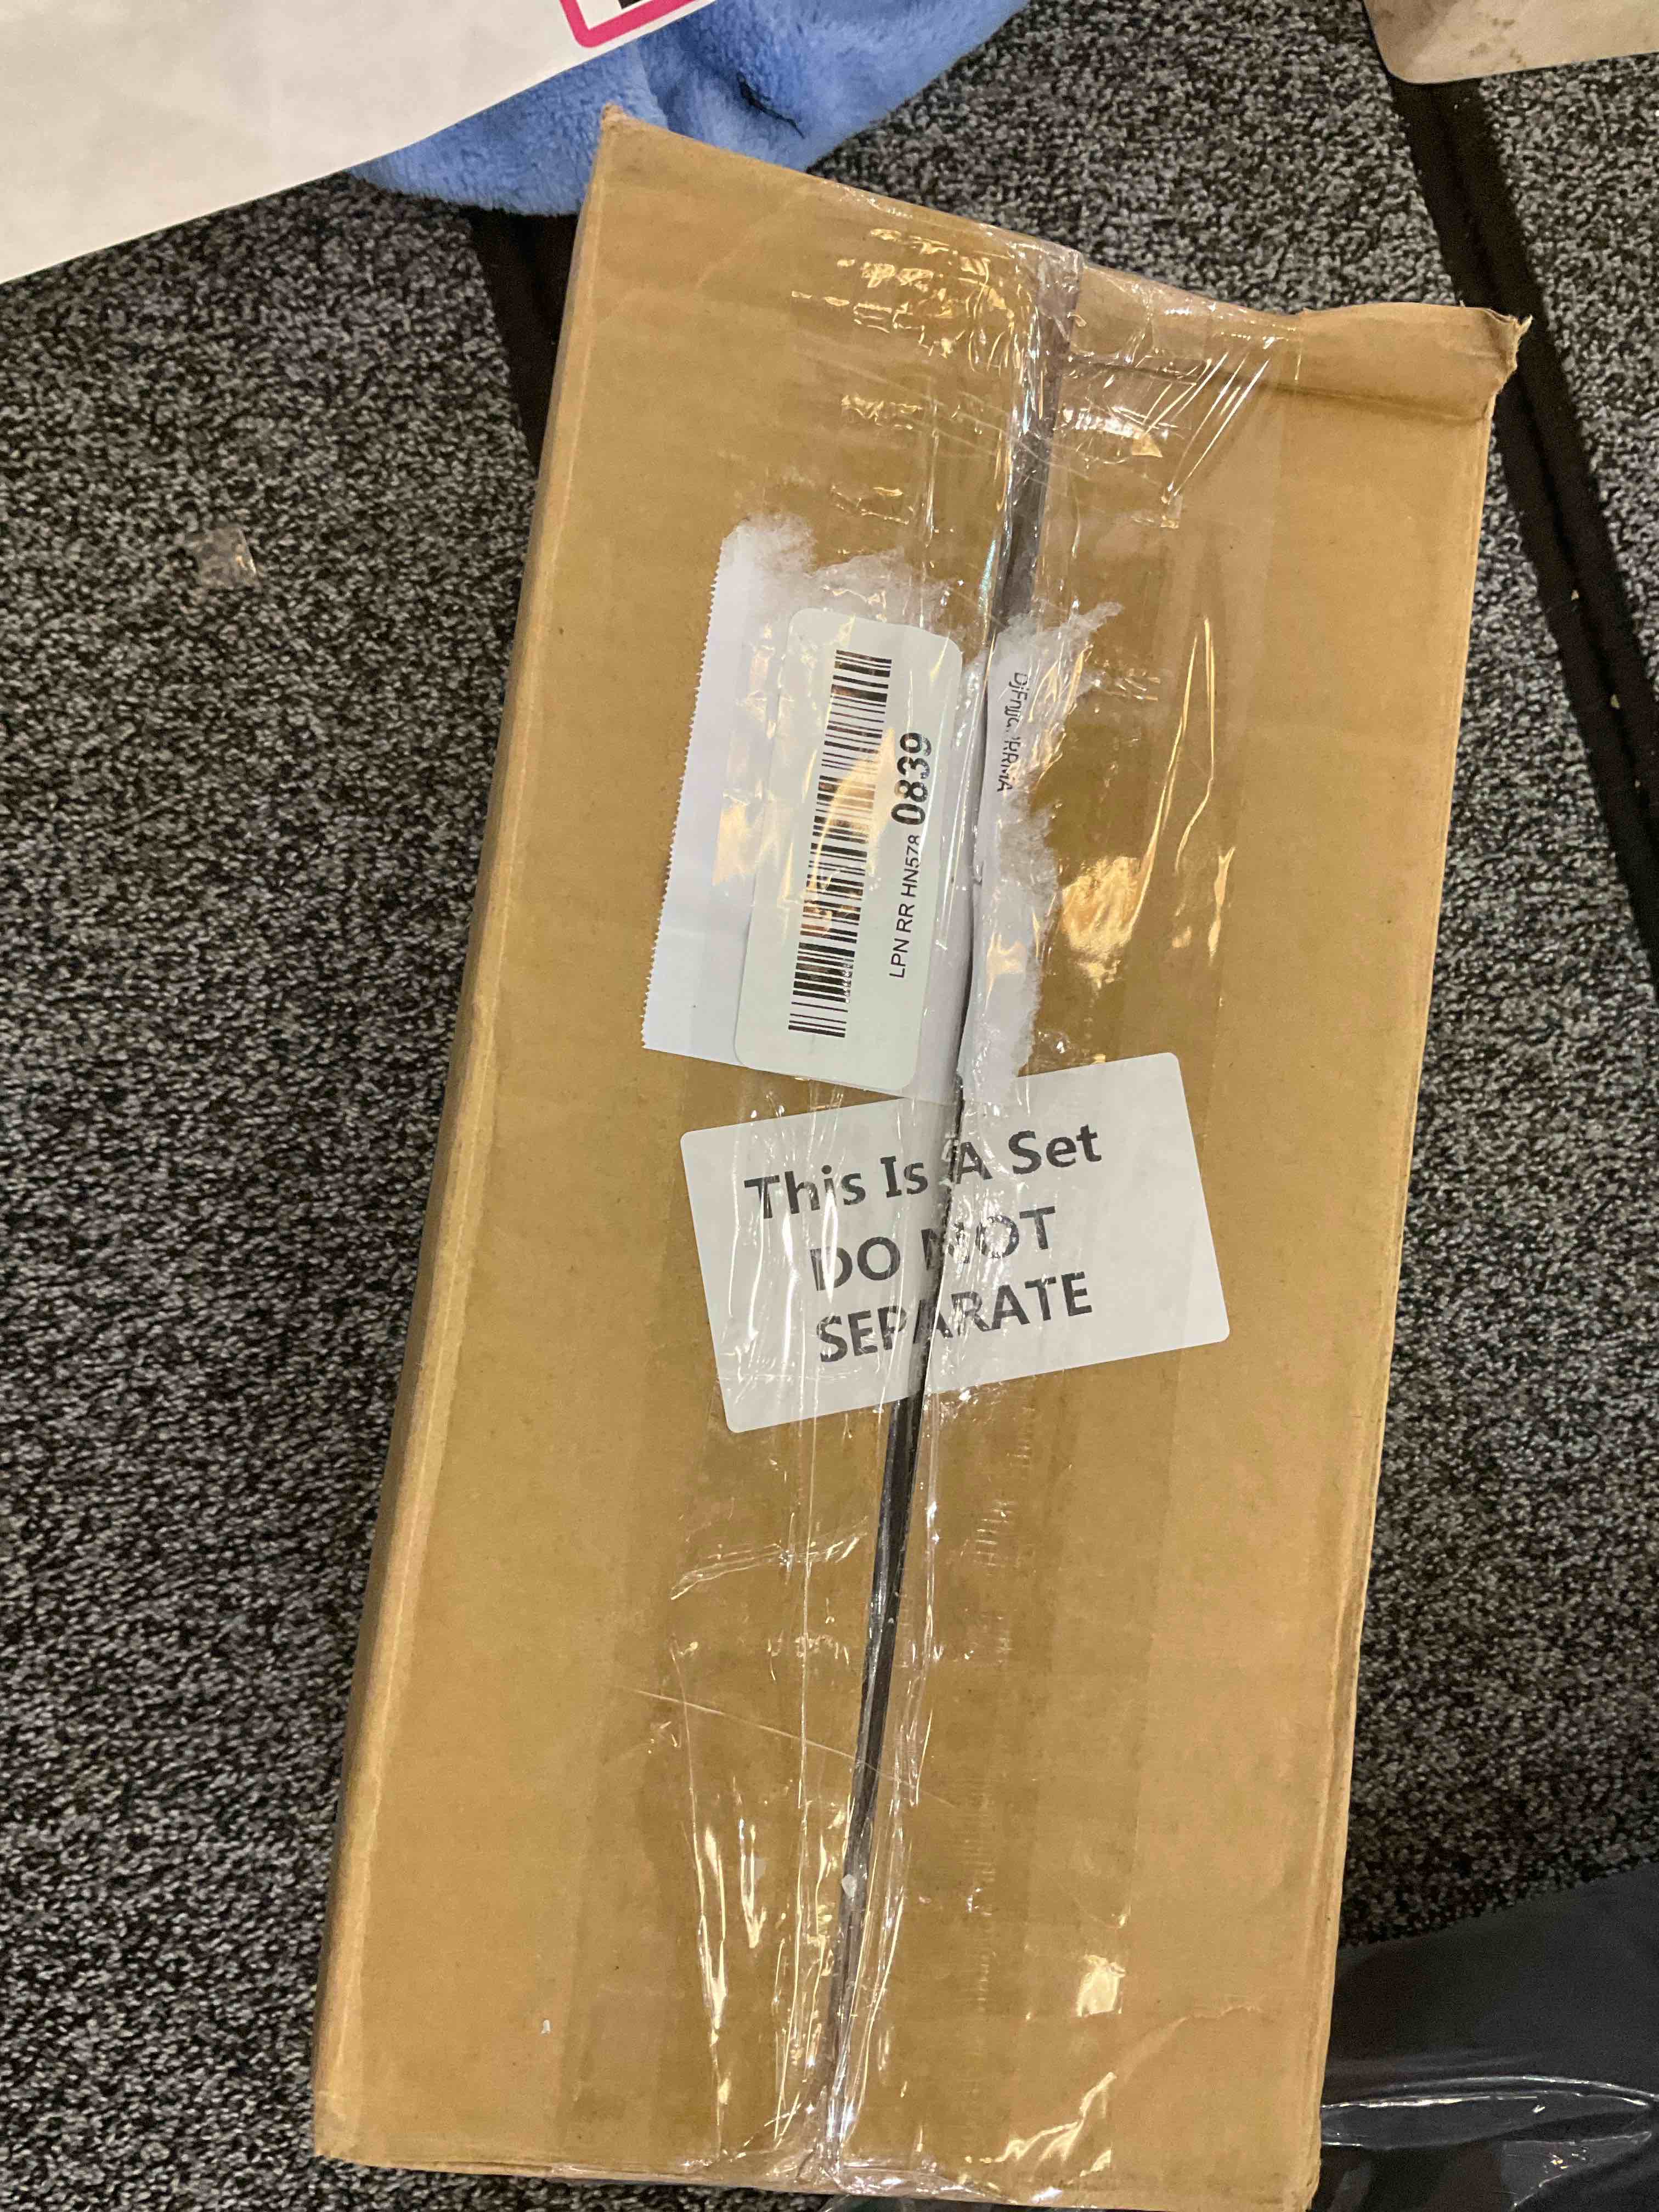 LPN RR HN578 0839
This Is A Set
DO NOT
SEPARATE